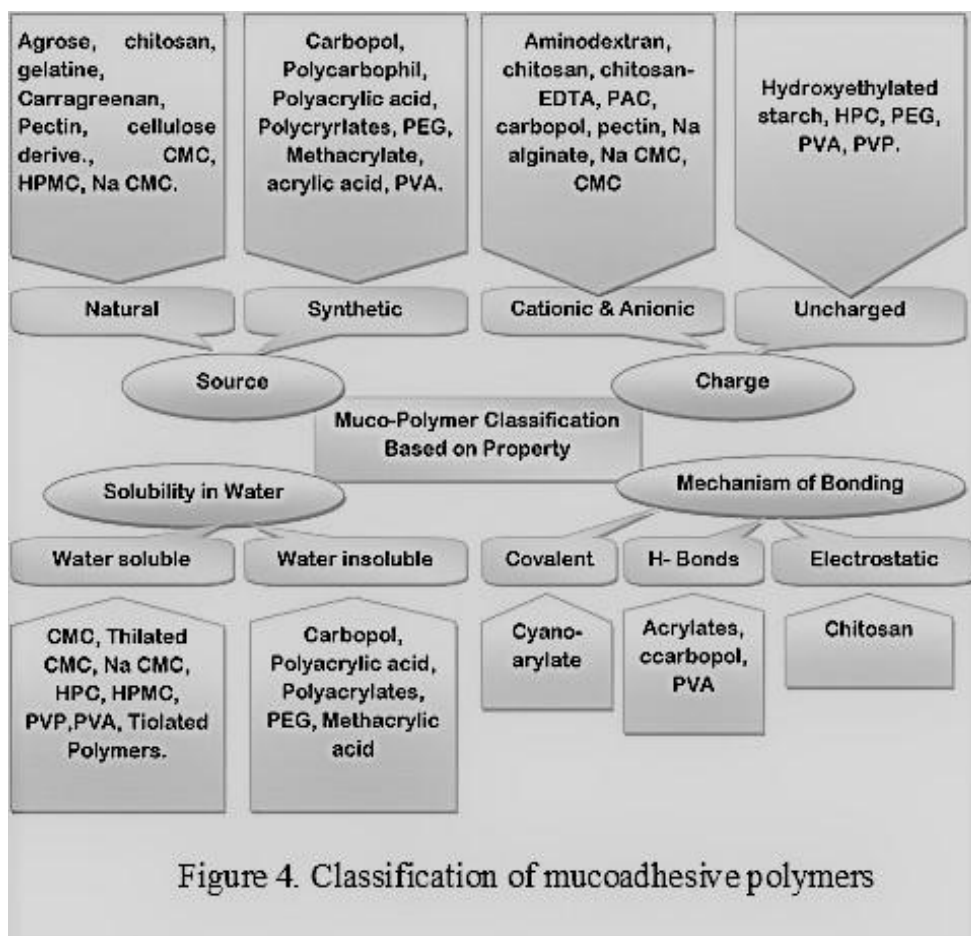 Agrose, chitosan,
gelatine,
Carragreenan,
Pectin, cellulose
derive., CMC,
HPMC, Na CMC.
Carbopol,
Polycarbophil,
Polyacrylic acid,
Polycryrlates, PEG,
Methacrylate,
acrylic acid, PVA.
Aminodextran,
chitosan, chitosan-
EDTA, PAC,
carbopol, pectin, Na
alginate, Na CMC,
CMC
Hydroxyethylated
starch, HPC, PEG,
PVA, PVP.
Natural
Synthetic
Cationic & Anionic
Uncharged
Source
Charge
Muco-Polymer Classification
Based on Property
Solubility in Water
Mechanism of Bonding
Water soluble
Water insoluble
Covalent
H- Bonds
Electrostatic
CMC, Thilated
CMC, Na CMC,
HPC, HPMC,
PVP,PVA, Tiolated
Polymers.
Carbopol,
Polyacrylic acid,
Polyacrylates,
PEG, Methacrylic
acid
Cyano-
arylate
Acrylates,
ccarbopol,
PVA
Chitosan
Figure 4. Classification of mucoadhesive polymers